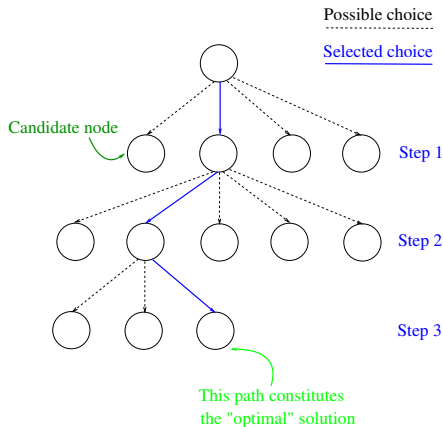 Possible choice
Selected choice
Candidate node
Step 1
Step 2
Step 3
This path constitutes
the "optimal" solution